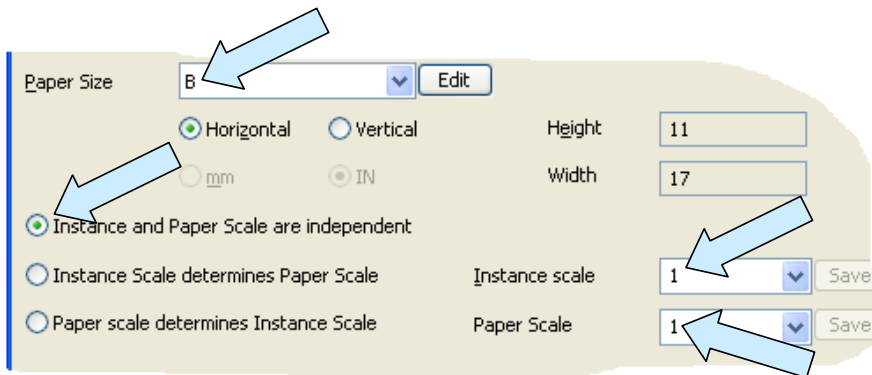 Paper Size B Edit
Horizontal Vertical Height 11
mm IN Width 17
Instance and Paper Scale are independent
Instance Scale determines Paper Scale Instance scale 1 Save
Paper scale determines Instance Scale Paper Scale 1 Save